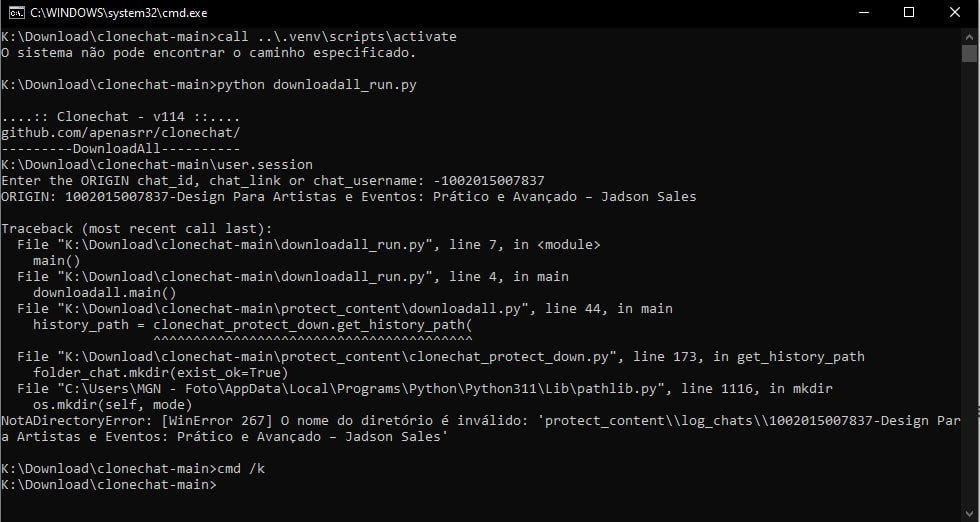 C:\WINDOWS\system32\cmd.exe
K:\Download\clonechat-main>call ..\.venv\scripts\activate
O sistema não pode encontrar o caminho especificado.
K:\Download\clonechat-main>python downloadall_run.py
....:: Clonechat - v114 ::....
github.com/apenasrr/clonechat/
---------DownloadAll----------
K:\Download\clonechat-main\user.session
Enter the ORIGIN chat_id, chat_link or chat_username: -1002015007837
ORIGIN: 1002015007837-Design Para Artistas e Eventos: Prático e Avançado – Jadson Sales
Traceback (most recent call last):
  File "K:\Download\clonechat-main\downloadall_run.py", line 7, in <module>
    main()
  File "K:\Download\clonechat-main\downloadall_run.py", line 4, in main
    downloadall.main()
  File "K:\Download\clonechat-main\protect_content\downloadall.py", line 44, in main
    history_path = clonechat_protect_down.get_history_path(
                   ^^^^^^^^^^^^^^^^^^^^^^^^^^^^^^^^^^^^^^^^
  File "K:\Download\clonechat-main\protect_content\clonechat_protect_down.py", line 173, in get_history_path
    folder_chat.mkdir(exist_ok=True)
  File "C:\Users\MGN - Foto\AppData\Local\Programs\Python\Python311\Lib\pathlib.py", line 1116, in mkdir
    os.mkdir(self, mode)
NotADirectoryError: [WinError 267] O nome do diretório é inválido: 'protect_content\\log_chats\\1002015007837-Design Par
a Artistas e Eventos: Prático e Avançado – Jadson Sales'
K:\Download\clonechat-main>cmd /k
K:\Download\clonechat-main>